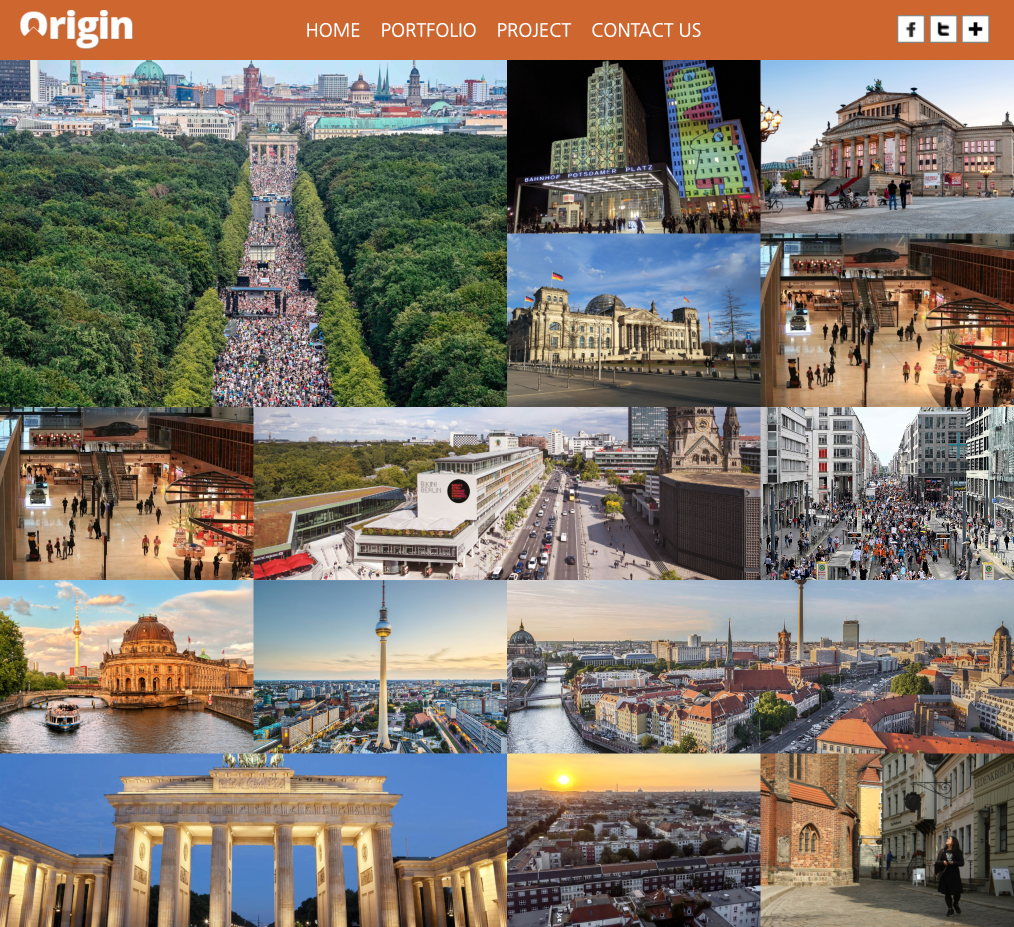 Origin
HOME PORTFOLIO PROJECT CONTACT US
f t +
BAHNHOF POTSDAMER PLATZ
BIKINI
BERLIN